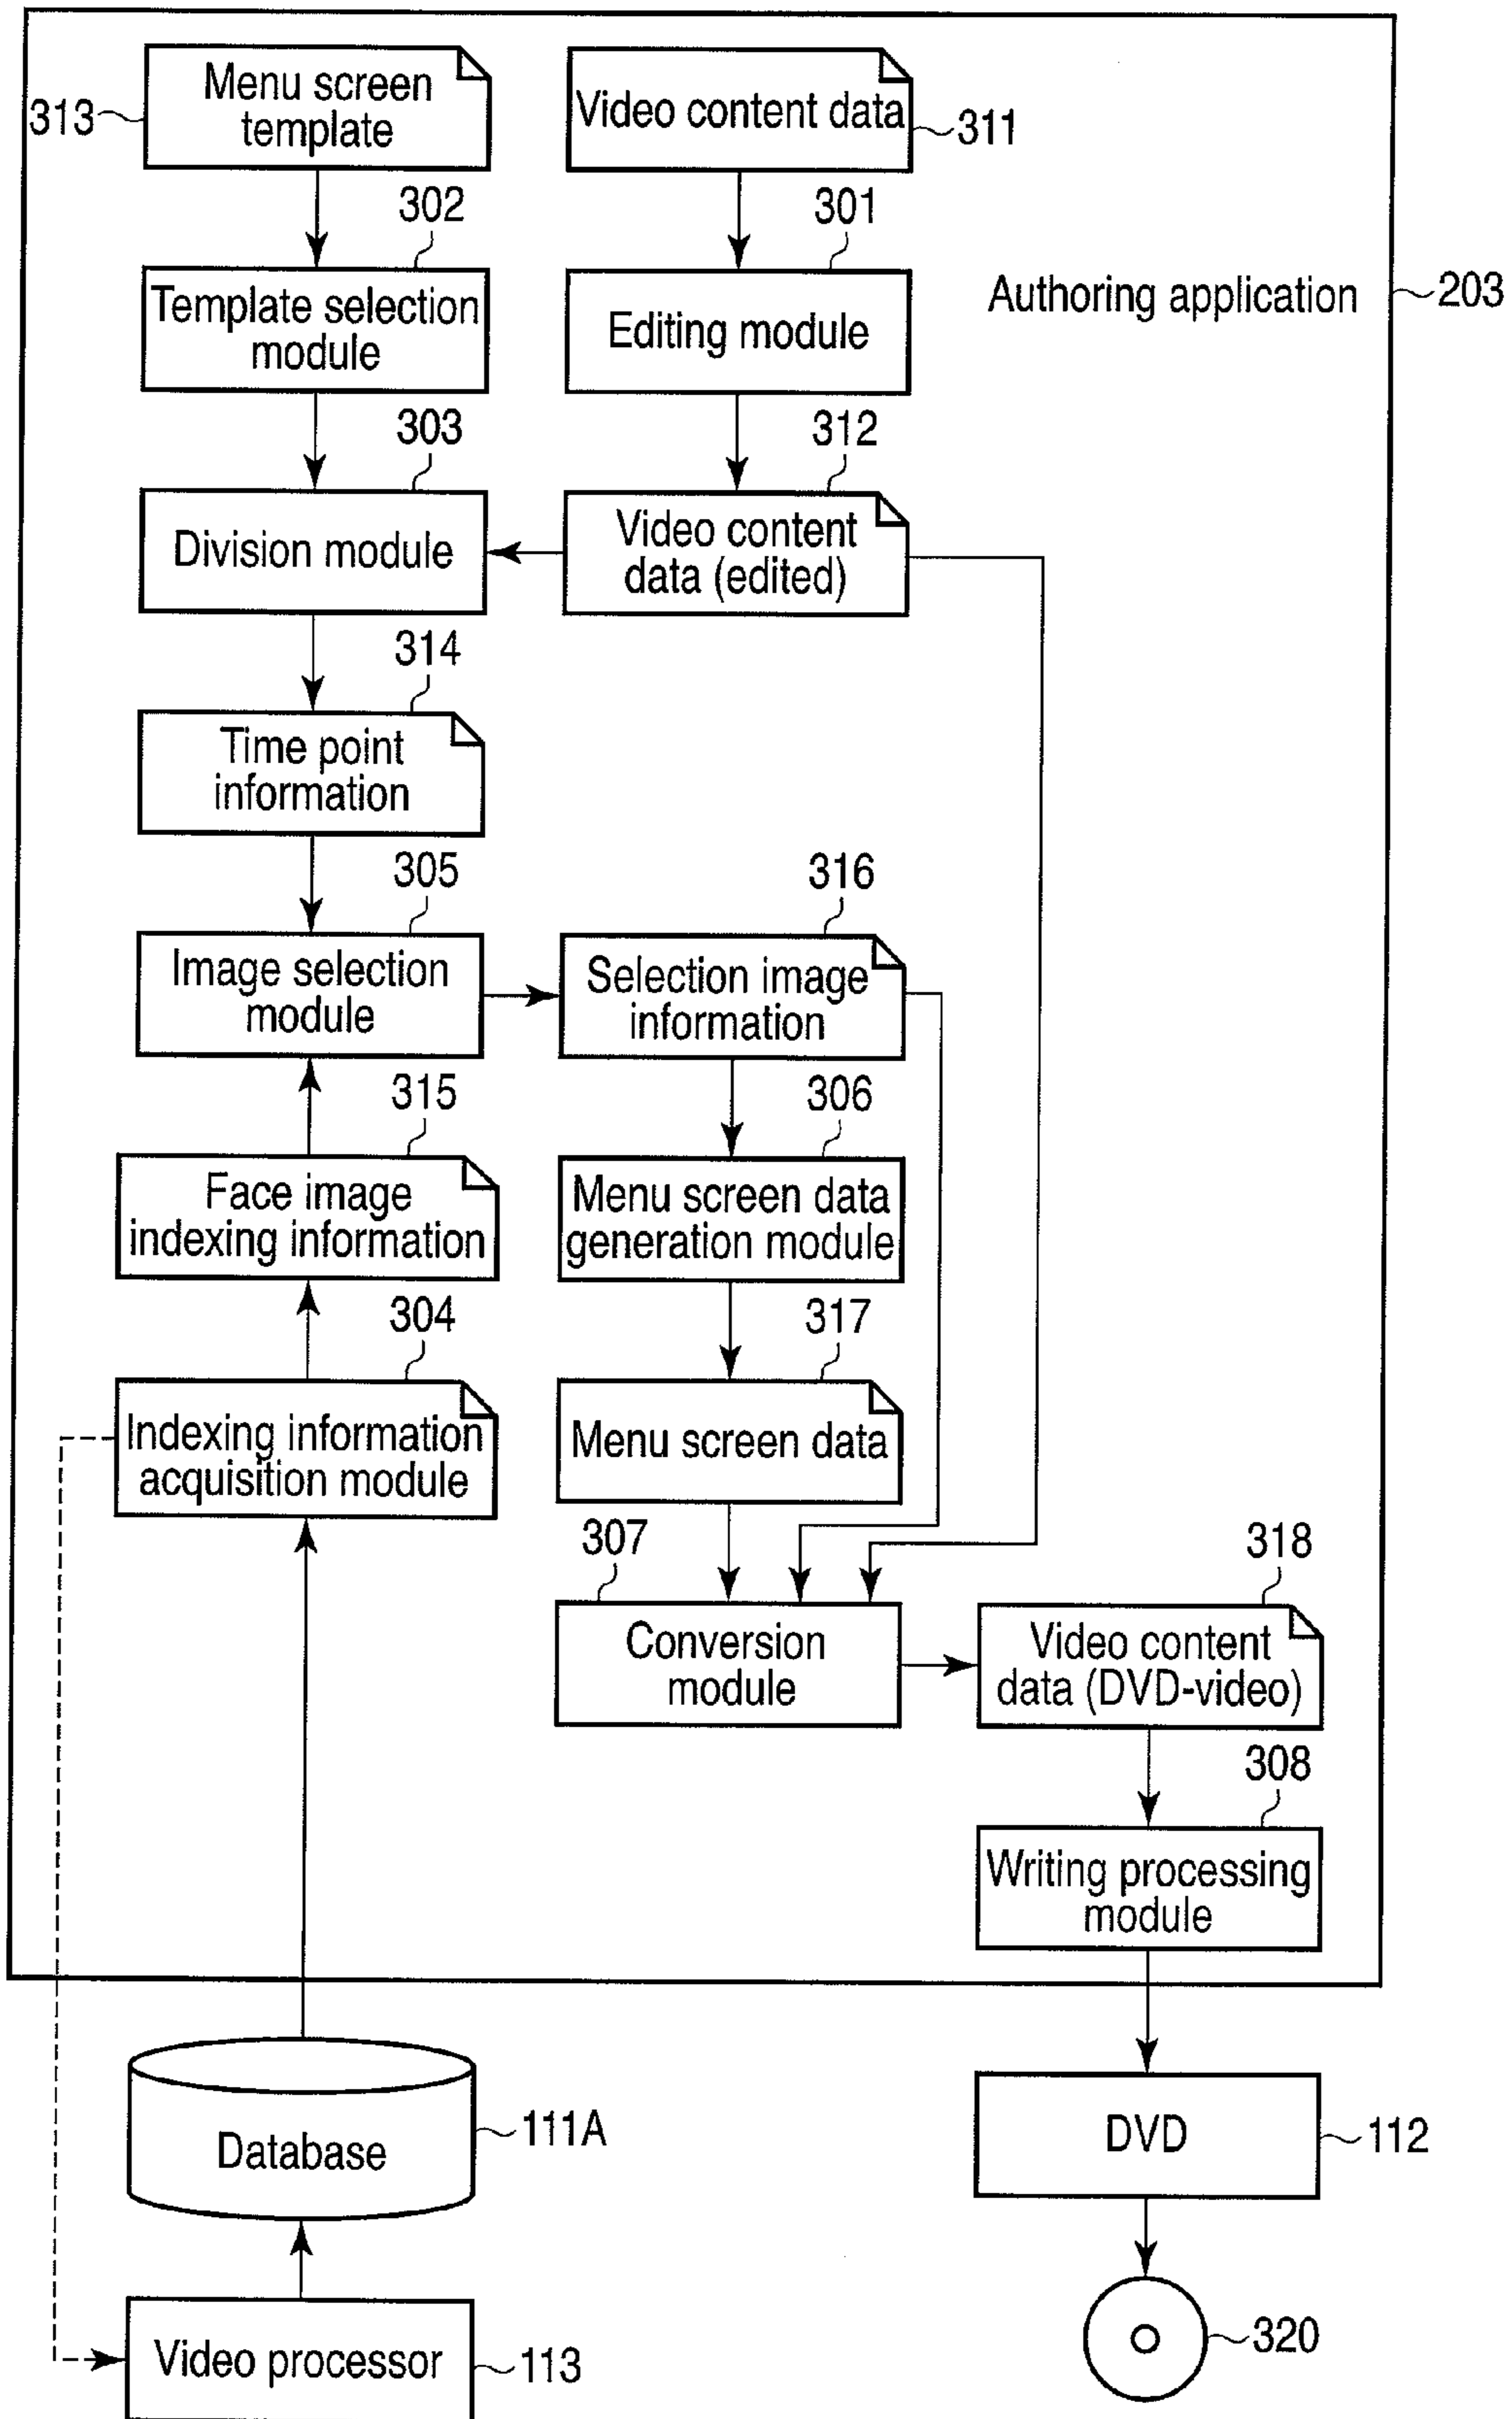 Menu screen
template
313
Video content data
311
302
301
Template selection
module
Editing module
Authoring application
203
303
312
Division module
Video content
data (edited)
314
Time point
information
305
316
Image selection
module
Selection image
information
315
306
Face image
indexing information
Menu screen data
generation module
304
317
Indexing information
acquisition module
Menu screen data
307
318
Conversion
module
Video content
data (DVD-video)
308
Writing processing
module
Database
111A
DVD
112
320
Video processor
113